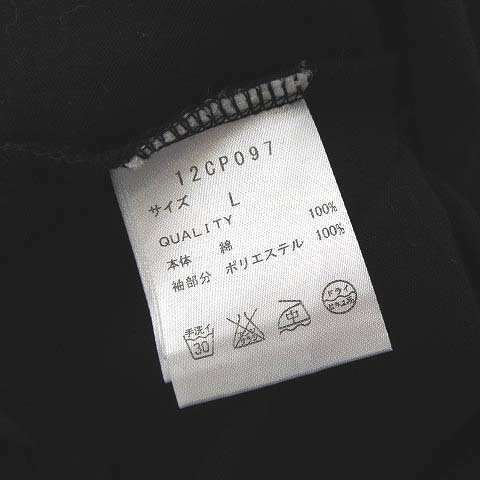 12CP097
サイズ L
QUALITY
本体 綿 100%
袖部分 ポリエステル 100%
手洗イ 30 中 ドライ